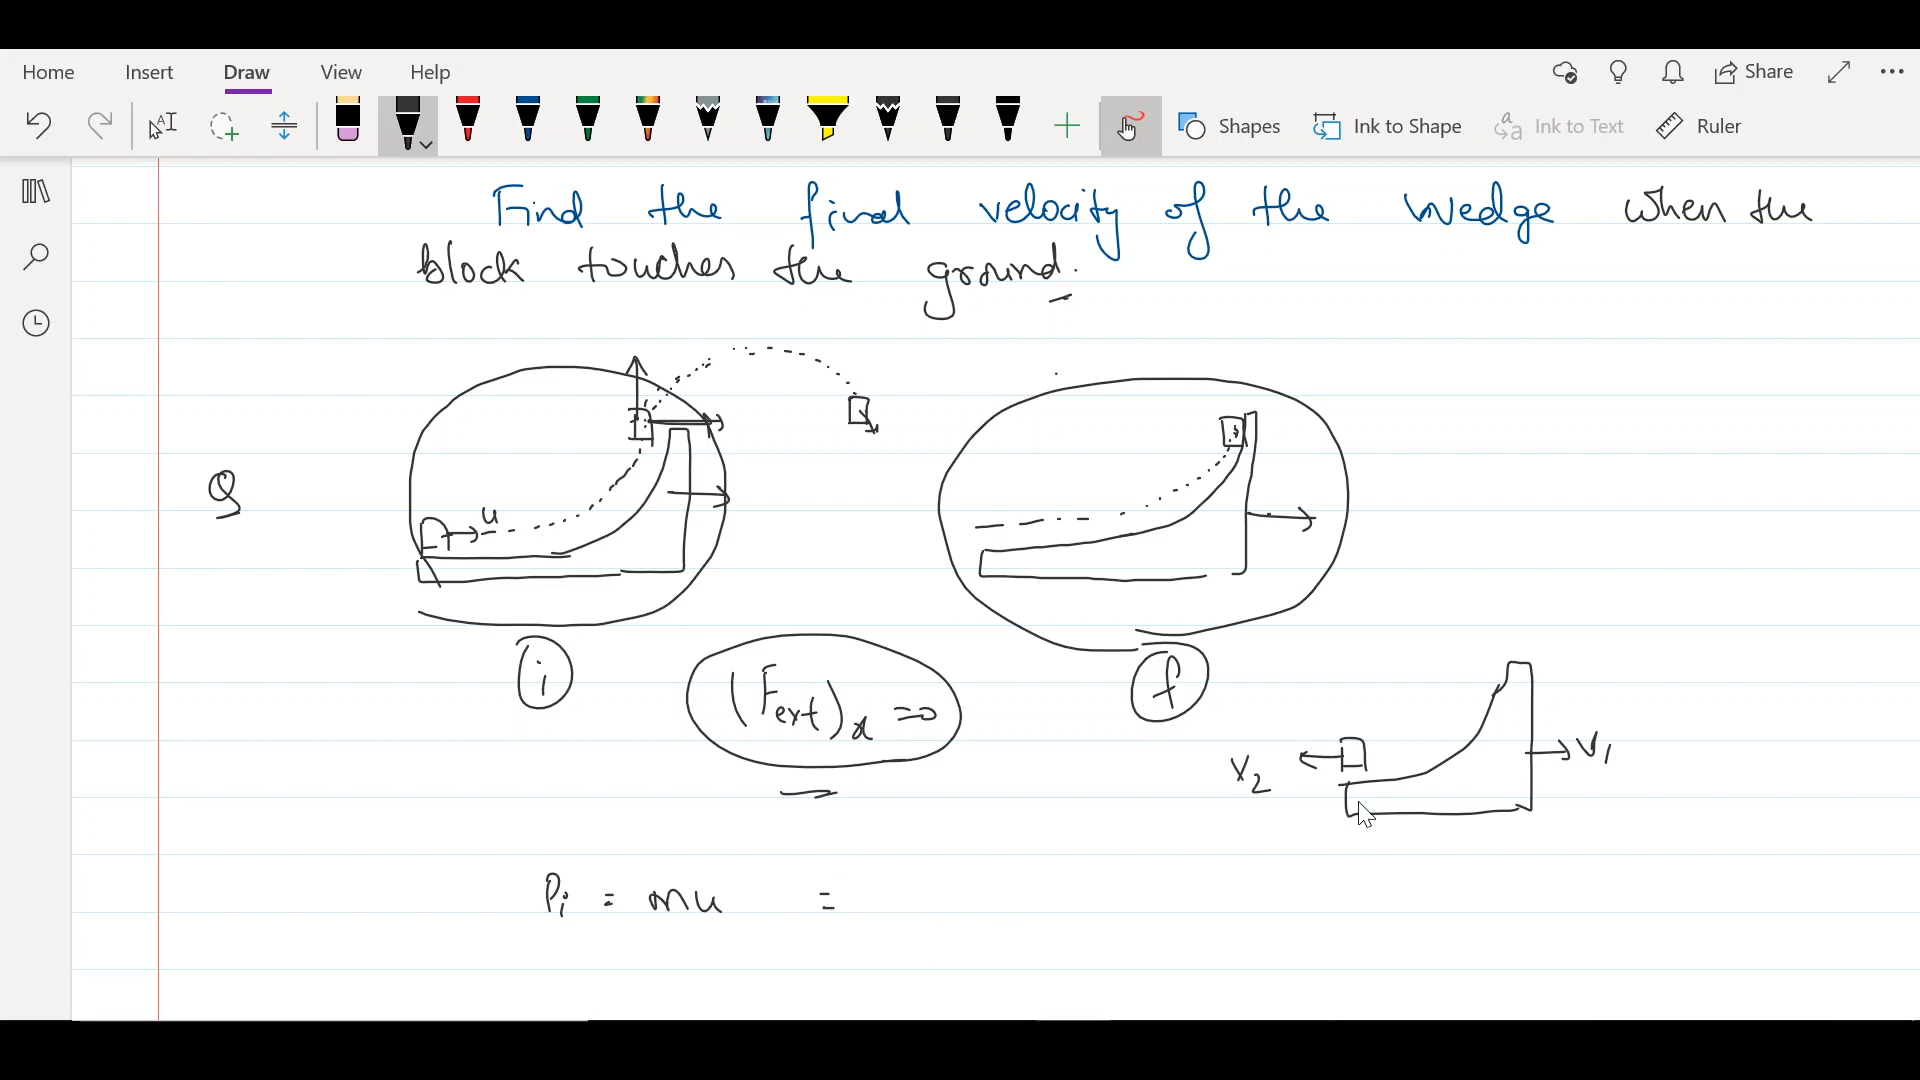 Home Insert Draw View Help Share
Shapes Ink to Shape Ink to Text Ruler
Find the final velocity of the wedge when the
block touches the ground.
Q
u
i
f
(Fext)x = 0
V2
V1
Pi = mu =